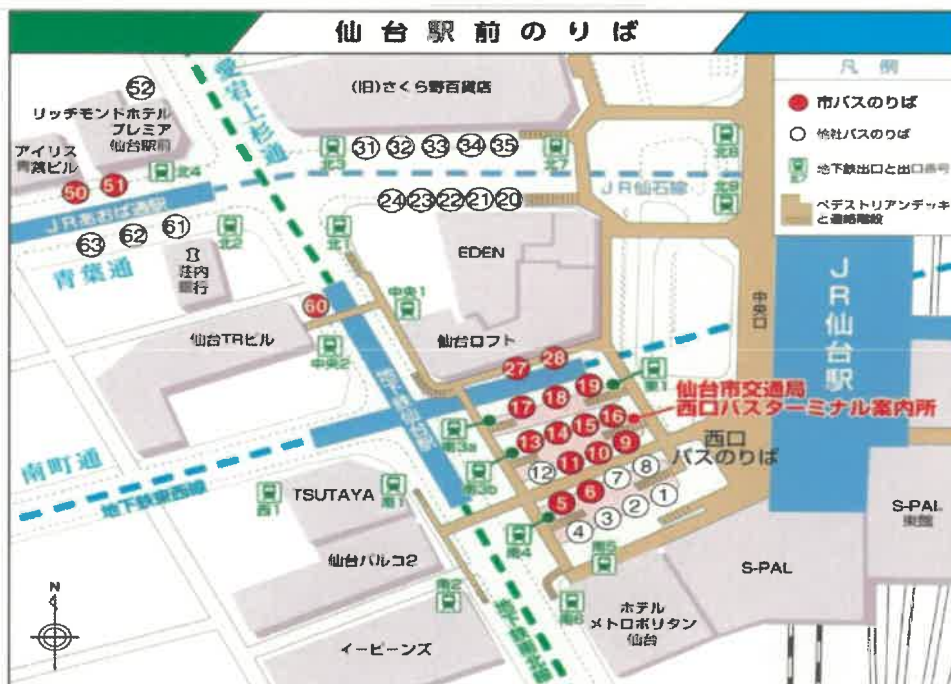 仙台駅前のりば
凡例
市バスのりば
他社バスのりば
地下鉄出口と出口番号
ペデストリアンデッキ
と連絡階段
52
リッチモンドホテル
プレミア
仙台駅前
アイリス
青葉ビル
50
51
北4
愛宕上杉通
(旧)さくら野百貨店
北3
31
32
33
34
35
北7
北8
北9
JR仙石線
JRあおば通駅
63
62
61
北2
北1
24
23
22
21
20
EDEN
青葉通
荘内
銀行
60
中央1
仙台TRビル
中央2
仙台ロフト
中央口
JR仙台駅
27
28
17
18
19
東1
仙台市交通局
西口バスターミナル案内所
13
14
15
16
西口
バスのりば
12
11
10
9
7
8
5
6
4
3
2
1
南3a
南3b
南4
南5
南6
南町通
地下鉄東西線
西1
TSUTAYA
南1
仙台パルコ2
南2
イービーンズ
地下鉄南北線
ホテル
メトロポリタン
仙台
S-PAL
S-PAL
東館
N